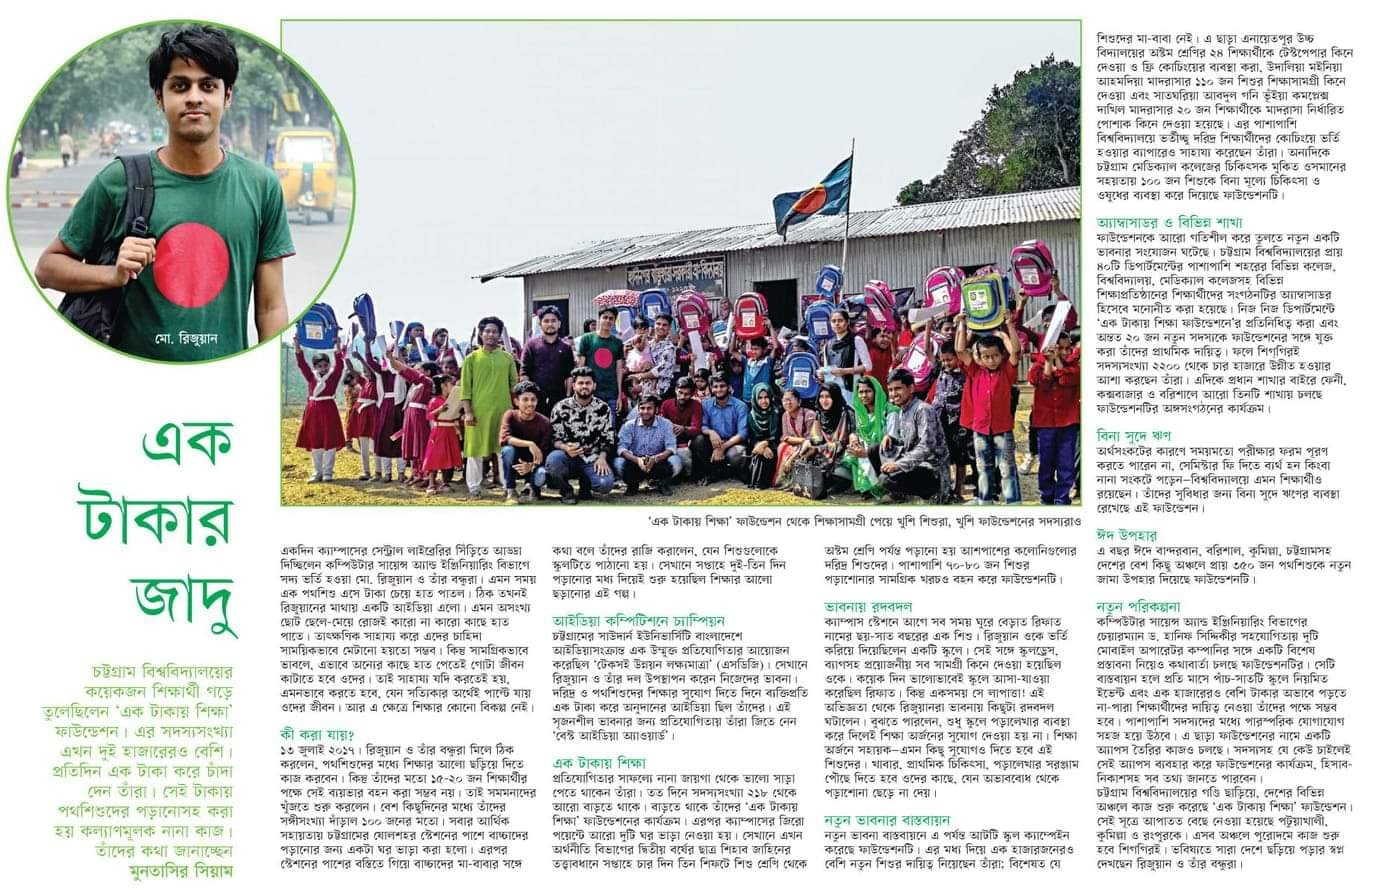 মো. রিজুয়ান
এক
টাকার
জাদু
চট্টগ্রাম বিশ্ববিদ্যালয়ের
কয়েকজন শিক্ষার্থী গড়ে
তুলেছিলেন ‘এক টাকায় শিক্ষা’
ফাউন্ডেশন। এর সদস্যসংখ্যা
এখন দুই হাজারেরও বেশি।
প্রতিদিন এক টাকা করে চাঁদা
দেন তাঁরা। সেই টাকায়
পথশিশুদের পড়ানোসহ করা
হয় কল্যাণমূলক নানা কাজ।
তাঁদের কথা জানাচ্ছেন
মুনতাসির সিয়াম
‘এক টাকায় শিক্ষা’ ফাউন্ডেশন থেকে শিক্ষাসামগ্রী পেয়ে খুশি শিশুরা, খুশি ফাউন্ডেশনের সদস্যরাও
একদিন ক্যাম্পাসের সেন্ট্রাল লাইব্রেরির সিঁড়িতে আড্ডা
দিচ্ছিলেন কম্পিউটার সায়েন্স অ্যান্ড ইঞ্জিনিয়ারিং বিভাগে
সদ্য ভর্তি হওয়া মো. রিজুয়ান ও তাঁর বন্ধুরা। এমন সময়
এক পথশিশু এসে টাকা চেয়ে হাত পাতল। ঠিক তখনই
রিজুয়ানের মাথায় একটি আইডিয়া এলো। এমন অসংখ্য
ছোট ছেলে-মেয়ে রোজই কারো না কারো কাছে হাত
পাতে। তাৎক্ষণিক সাহায্য করে এদের চাহিদা
সাময়িকভাবে মেটানো হয়তো সম্ভব। কিন্তু সামগ্রিকভাবে
ভাবলে, এভাবে অন্যের কাছে হাত পেতেই গোটা জীবন
কাটাতে হবে ওদের। তাই সাহায্য যদি করতেই হয়,
এমনভাবে করতে হবে, যেন সত্যিকার অর্থেই পাল্টে যায়
ওদের জীবন। আর এ ক্ষেত্রে শিক্ষার কোনো বিকল্প নেই।
কী করা যায়?
১৩ জুলাই ২০১৭। রিজুয়ান ও তাঁর বন্ধুরা মিলে ঠিক
করলেন, পথশিশুদের মধ্যে শিক্ষার আলো ছড়িয়ে দিতে
কাজ করবেন। কিন্তু তাঁদের মতো ১৫-২০ জন শিক্ষার্থীর
পক্ষে সেই ব্যয়ভার বহন করা সম্ভব নয়। তাই সমমনাদের
খুঁজতে শুরু করলেন। বেশ কিছুদিনের মধ্যে তাঁদের
সঙ্গীসংখ্যা দাঁড়াল ১০০ জনের মতো। সবার আর্থিক
সহায়তায় চট্টগ্রামের ষোলশহর স্টেশনের পাশে বাচ্চাদের
পড়ানোর জন্য একটা ঘর ভাড়া করা হলো। এরপর
স্টেশনের পাশের বস্তিতে গিয়ে বাচ্চাদের মা-বাবার সঙ্গে
কথা বলে তাঁদের রাজি করালেন, যেন শিশুগুলোকে
স্কুলটিতে পাঠানো হয়। সেখানে সপ্তাহে দুই-তিন দিন
পড়ানোর মধ্য দিয়েই শুরু হয়েছিল শিক্ষার আলো
ছড়ানোর এই গল্প।
আইডিয়া কম্পিটিশনে চ্যাম্পিয়ন
চট্টগ্রামের সাউদার্ন ইউনিভার্সিটি বাংলাদেশে
আইডিয়াসংক্রান্ত এক উন্মুক্ত প্রতিযোগিতার আয়োজন
করেছিল ‘টেকসই উন্নয়ন লক্ষ্যমাত্রা’ (এসডিজি)। সেখানে
রিজুয়ান ও তাঁর দল উপস্থাপন করেন নিজেদের ভাবনা।
দরিদ্র ও পথশিশুদের শিক্ষার সুযোগ দিতে দিনে ব্যক্তিপ্রতি
এক টাকা করে অনুদানের আইডিয়া ছিল তাঁদের। এই
সৃজনশীল ভাবনার জন্য প্রতিযোগিতায় তাঁরা জিতে নেন
‘বেস্ট আইডিয়া অ্যাওয়ার্ড’।
এক টাকায় শিক্ষা
প্রতিযোগিতার সাফল্যে নানা জায়গা থেকে ভালো সাড়া
পেতে থাকেন তাঁরা। তত দিনে সদস্যসংখ্যা ২১৮ থেকে
আরো বাড়তে থাকে। বাড়তে থাকে তাঁদের ‘এক টাকায়
শিক্ষা’ ফাউন্ডেশনের কার্যক্রম। এরপর ক্যাম্পাসের জিরো
পয়েন্টে আরো দুটি ঘর ভাড়া নেওয়া হয়। সেখানে এখন
অর্থনীতি বিভাগের দ্বিতীয় বর্ষের ছাত্র শিহাব জাহিনের
তত্ত্বাবধানে সপ্তাহে চার দিন তিন শিফটে শিশু শ্রেণি থেকে
অষ্টম শ্রেণি পর্যন্ত পড়ানো হয় আশপাশের কলোনিগুলোর
দরিদ্র শিশুদের। পাশাপাশি ৭০-৮০ জন শিশুর
পড়াশোনার সামগ্রিক খরচও বহন করে ফাউন্ডেশনটি।
ভাবনায় রদবদল
ক্যাম্পাস স্টেশনে আগে সব সময় ঘুরে বেড়াত রিফাত
নামের ছয়-সাত বছরের এক শিশু। রিজুয়ান ওকে ভর্তি
করিয়ে দিয়েছিলেন একটি স্কুলে। সেই সঙ্গে স্কুলড্রেস,
ব্যাগসহ প্রয়োজনীয় সব সামগ্রী কিনে দেওয়া হয়েছিল
ওকে। কয়েক দিন ভালোভাবেই স্কুলে আসা-যাওয়া
করেছিল রিফাত। কিন্তু একসময় সে লাপাত্তা! এই
অভিজ্ঞতা থেকে রিজুয়ানরা ভাবনায় কিছুটা রদবদল
ঘটালেন। বুঝতে পারলেন, শুধু স্কুলে পড়ালেখার ব্যবস্থা
করে দিলেই শিক্ষা অর্জনের সুযোগ দেওয়া হয় না। শিক্ষা
অর্জনে সহায়ক—এমন কিছু সুযোগও দিতে হবে এই
শিশুদের। খাবার, প্রাথমিক চিকিৎসা, পড়ালেখার সরঞ্জাম
পৌঁছে দিতে হবে ওদের কাছে, যেন অভাববোধ থেকে
পড়াশোনা ছেড়ে না দেয়।
নতুন ভাবনার বাস্তবায়ন
নতুন ভাবনা বাস্তবায়নে এ পর্যন্ত আটটি স্কুল ক্যাম্পেইন
করেছে ফাউন্ডেশনটি। এর মধ্য দিয়ে এক হাজারজনেরও
বেশি নতুন শিশুর দায়িত্ব নিয়েছেন তাঁরা; বিশেষত যে
শিশুদের মা-বাবা নেই। এ ছাড়া এনায়েতপুর উচ্চ
বিদ্যালয়ের অষ্টম শ্রেণির ২৪ শিক্ষার্থীকে টেস্টপেপার কিনে
দেওয়া ও ফ্রি কোচিংয়ের ব্যবস্থা করা, উদালিয়া মইনিয়া
আহমদিয়া মাদরাসার ১১০ জন শিশুর শিক্ষাসামগ্রী কিনে
দেওয়া এবং সাতঘরিয়া আবদুল গনি ভূঁইয়া কমপ্লেক্স
দাখিল মাদরাসার ২০ জন শিক্ষার্থীকে মাদরাসা নির্ধারিত
পোশাক কিনে দেওয়া হয়েছে। এর পাশাপাশি
বিশ্ববিদ্যালয়ে ভর্তীচ্ছু দরিদ্র শিক্ষার্থীদের কোচিংয়ে ভর্তি
হওয়ার ব্যাপারেও সাহায্য করেছেন তাঁরা। অন্যদিকে
চট্টগ্রাম মেডিক্যাল কলেজের চিকিৎসক মুকিত ওসমানের
সহয়তায় ১০০ জন শিশুকে বিনা মূল্যে চিকিৎসা ও
ওষুধের ব্যবস্থা করে দিয়েছে ফাউন্ডেশনটি।
অ্যাম্বাসাডর ও বিভিন্ন শাখা
ফাউন্ডেশনকে আরো গতিশীল করে তুলতে নতুন একটি
ভাবনার সংযোজন ঘটেছে। চট্টগ্রাম বিশ্ববিদ্যালয়ের প্রায়
৪০টি ডিপার্টমেন্টের পাশাপাশি শহরের বিভিন্ন কলেজ,
বিশ্ববিদ্যালয়, মেডিক্যাল কলেজসহ বিভিন্ন
শিক্ষাপ্রতিষ্ঠানের শিক্ষার্থীদের সংগঠনটির অ্যাম্বাসাডর
হিসেবে মনোনীত করা হয়েছে। নিজ নিজ ডিপার্টমেন্টে
‘এক টাকায় শিক্ষা ফাউন্ডেশনে’র প্রতিনিধিত্ব করা এবং
অন্তত ২০ জন নতুন সদস্যকে ফাউন্ডেশনের সঙ্গে যুক্ত
করা তাঁদের প্রাথমিক দায়িত্ব। ফলে শিগগিরই
সদস্যসংখ্যা ২২০০ থেকে চার হাজারে উন্নীত হওয়ার
আশা করছেন তাঁরা। এদিকে প্রধান শাখার বাইরে ফেনী,
কক্সবাজার ও বরিশালে আরো তিনটি শাখায় চলছে
ফাউন্ডেশনটির অঙ্গসংগঠনের কার্যক্রম।
বিনা সুদে ঋণ
অর্থসংকটের কারণে সময়মতো পরীক্ষার ফরম পূরণ
করতে পারেন না, সেমিস্টার ফি দিতে ব্যর্থ হন কিংবা
নানা সংকটে পড়েন—বিশ্ববিদ্যালয়ে এমন শিক্ষার্থীও
রয়েছেন। তাঁদের সুবিধার জন্য বিনা সুদে ঋণের ব্যবস্থা
রেখেছে এই ফাউন্ডেশন।
ঈদ উপহার
এ বছর ঈদে বান্দরবান, বরিশাল, কুমিল্লা, চট্টগ্রামসহ
দেশের বেশ কিছু অঞ্চলে প্রায় ৩৫০ জন পথশিশুকে নতুন
জামা উপহার দিয়েছে ফাউন্ডেশনটি।
নতুন পরিকল্পনা
কম্পিউটার সায়েন্স অ্যান্ড ইঞ্জিনিয়ারিং বিভাগের
চেয়ারম্যান ড. হানিফ সিদ্দিকীর সহযোগিতায় দুটি
মোবাইল অপারেটর কম্পানির সঙ্গে একটি বিশেষ
প্রস্তাবনা নিয়েও কথাবার্তা চলছে ফাউন্ডেশনটির। সেটি
বাস্তবায়ন হলে প্রতি মাসে পাঁচ-সাতটি স্কুলে নিয়মিত
ইভেন্ট এবং এক হাজারেরও বেশি টাকার অভাবে পড়তে
না-পারা শিক্ষার্থীদের দায়িত্ব নেওয়া তাঁদের পক্ষে সম্ভব
হবে। পাশাপাশি সদস্যদের মধ্যে পারস্পরিক যোগাযোগ
সহজ হয়ে উঠবে। এ ছাড়া ফাউন্ডেশনের নামে একটি
অ্যাপস তৈরির কাজও চলছে। সদস্যসহ যে কেউ চাইলেই
সেই অ্যাপস ব্যবহার করে ফাউন্ডেশনের কার্যক্রম, হিসাব-
নিকাশসহ সব তথ্য জানতে পারবেন।
চট্টগ্রাম বিশ্ববিদ্যালয়ের গণ্ডি ছাড়িয়ে, দেশের বিভিন্ন
অঞ্চলে কাজ শুরু করেছে ‘এক টাকায় শিক্ষা’ ফাউন্ডেশন।
সেই সূত্রে আপাতত বেছে নেওয়া হয়েছে পটুয়াখালী,
কুমিল্লা ও রংপুরকে। এসব অঞ্চলে পুরোদমে কাজ শুরু
হবে শিগগিরই। ভবিষ্যতে সারা দেশে ছড়িয়ে পড়ার স্বপ্ন
দেখছেন রিজুয়ান ও তাঁর বন্ধুরা।